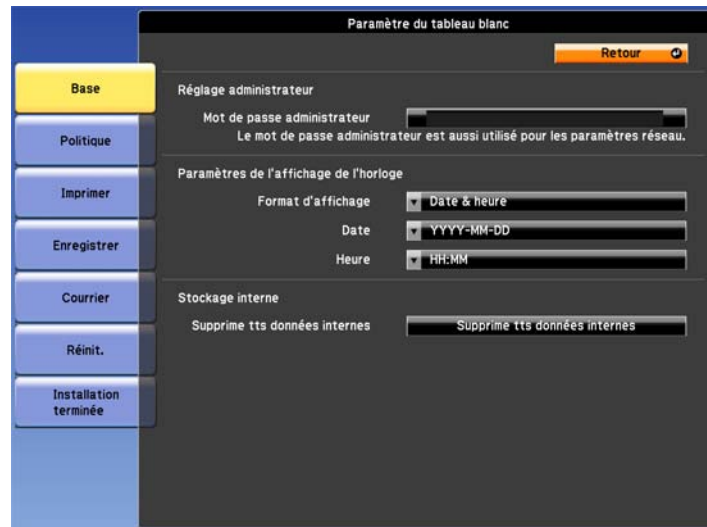 Paramètre du tableau blanc
Retour
Base
Politique
Imprimer
Enregistrer
Courrier
Réinit.
Installation
terminée
Réglage administrateur
Mot de passe administrateur
Le mot de passe administrateur est aussi utilisé pour les paramètres réseau.
Paramètres de l'affichage de l'horloge
Format d'affichage Date & heure
Date YYYY-MM-DD
Heure HH:MM
Stockage interne
Supprime tts données internes Supprime tts données internes